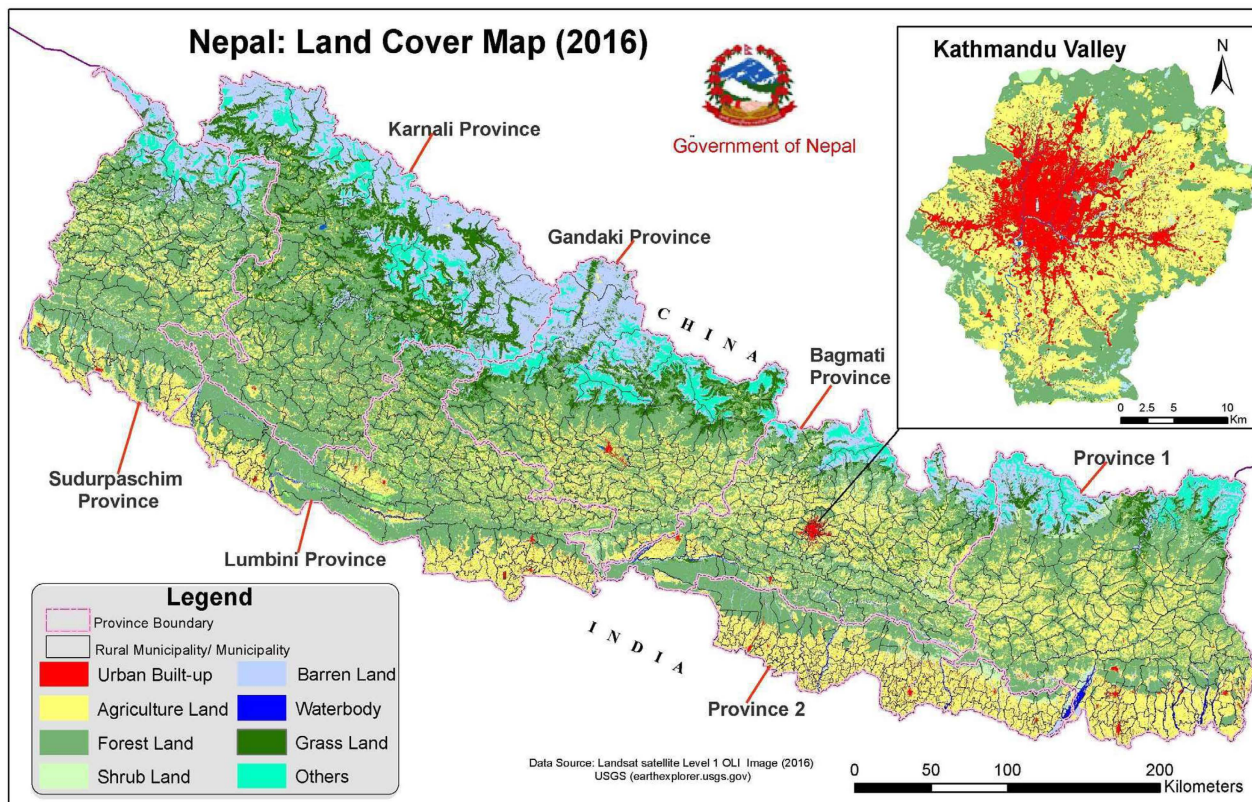 Nepal: Land Cover Map (2016)
Government of Nepal
Kathmandu Valley
N
0 2.5 5 10
Km
Karnali Province
Gandaki Province
CHINA
Bagmati
Province
Province 1
Sudurpaschim
Province
Lumbini Province
INDIA
Province 2
Legend
Province Boundary
Rural Municipality/ Municipality
Urban Built-up
Barren Land
Agriculture Land
Waterbody
Forest Land
Grass Land
Shrub Land
Others
Data Source: Landsat satellite Level 1 OLI Image (2016)
USGS (earthexplorer.usgs.gov)
0 50 100 200
Kilometers